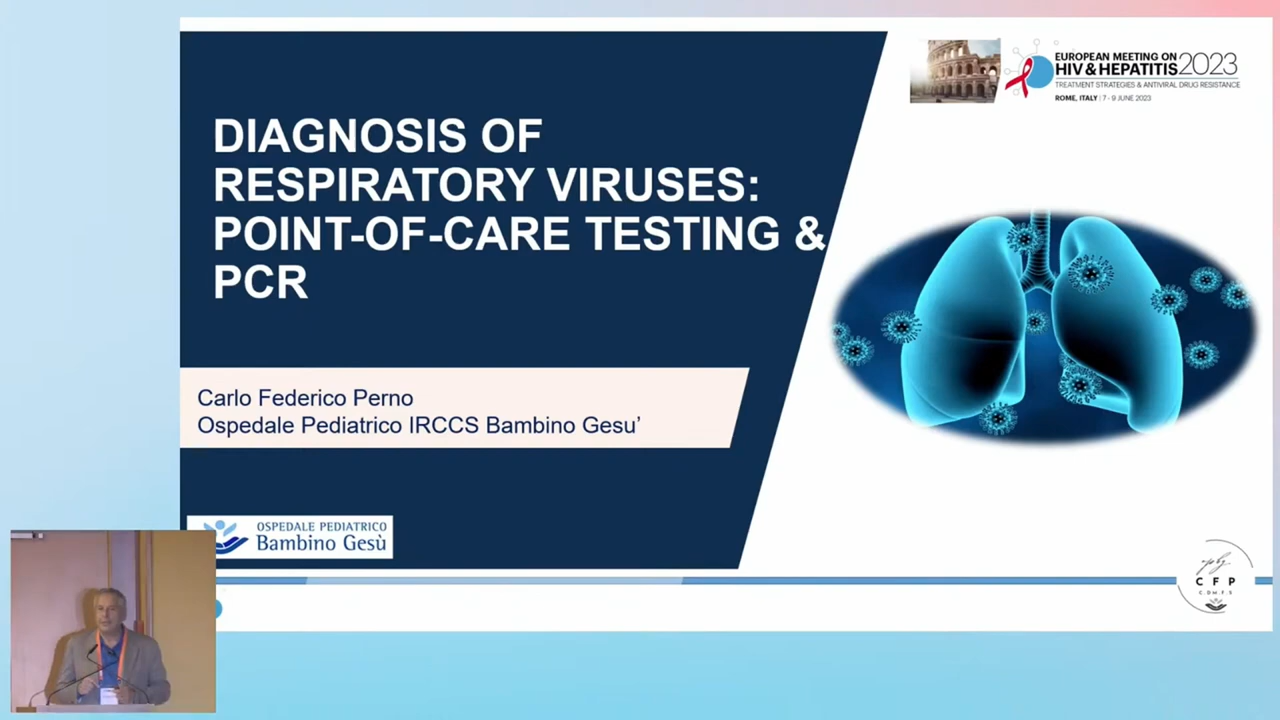 DIAGNOSIS OF
RESPIRATORY VIRUSES:
POINT-OF-CARE TESTING &
PCR
Carlo Federico Perno
Ospedale Pediatrico IRCCS Bambino Gesu’
OSPEDALE PEDIATRICO
Bambino Gesù
EUROPEAN MEETING ON
HIV & HEPATITIS 2023
TREATMENT STRATEGIES & ANTIVIRAL DRUG RESISTANCE
ROME, ITALY | 7 - 9 JUNE 2023
C F P